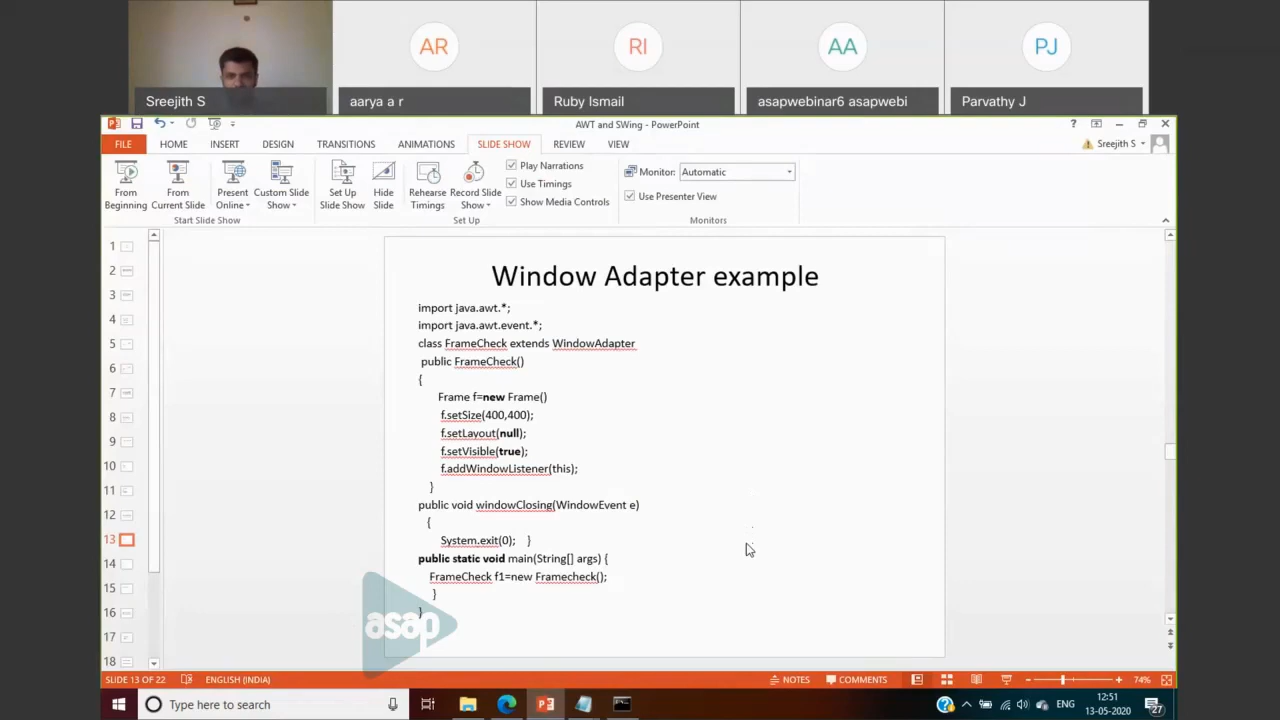 AR
RI
AA
PJ
Sreejith S
aarya a r
Ruby Ismail
asapwebinar6 asapwebi
Parvathy J
AWT and SWing - PowerPoint
?
FILE
HOME
INSERT
DESIGN
TRANSITIONS
ANIMATIONS
SLIDE SHOW
REVIEW
VIEW
Sreejith S
From Beginning
From Current Slide
Present Online
Custom Slide Show
Set Up Slide Show
Hide Slide
Rehearse Timings
Record Slide Show
Play Narrations
Use Timings
Show Media Controls
Monitor: Automatic
Use Presenter View
Start Slide Show
Set Up
Monitors
1
2
3
4
5
6
7
8
9
10
11
12
13
14
15
16
17
18
Window Adapter example
import java.awt.*;
import java.awt.event.*;
class FrameCheck extends WindowAdapter
public FrameCheck()
{
Frame f=new Frame()
f.setSize(400,400);
f.setLayout(null);
f.setVisible(true);
f.addWindowListener(this);
}
public void windowClosing(WindowEvent e)
{
System.exit(0); }
public static void main(String[] args) {
FrameCheck f1=new Framecheck();
}
}
asap
SLIDE 13 OF 22
ENGLISH (INDIA)
NOTES
COMMENTS
74%
Type here to search
ENG
12:51
13-05-2020
27